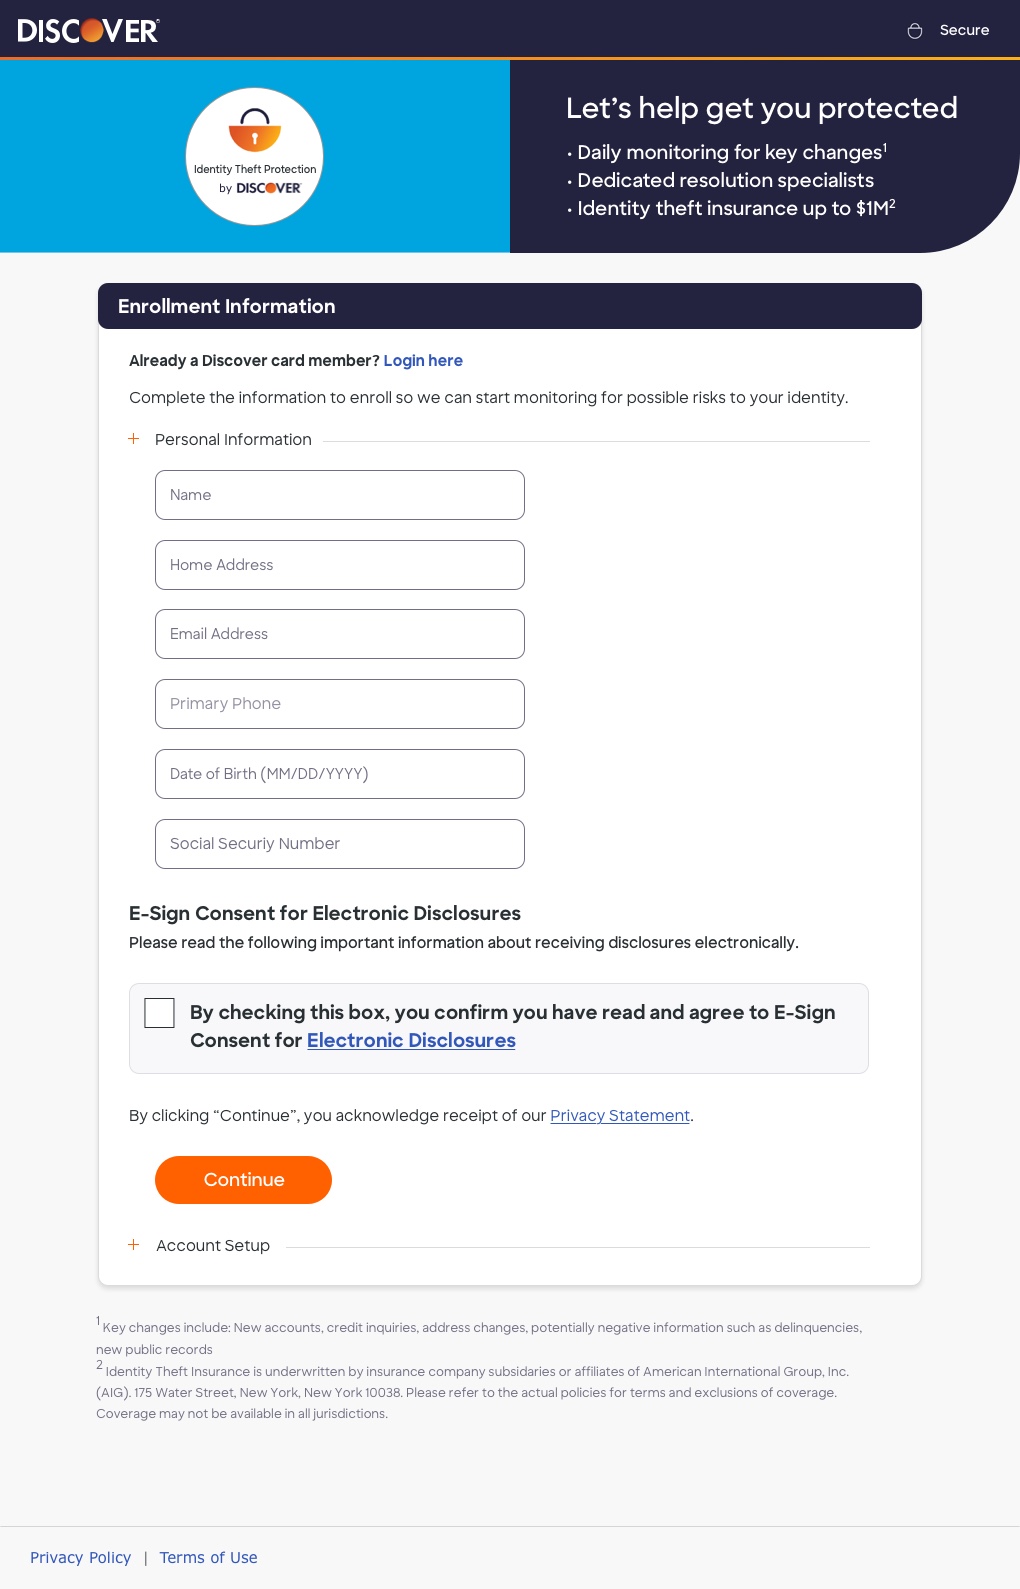 DISCOVER®
Secure
Identity Theft Protection
by DISCOVER
Let’s help get you protected
• Daily monitoring for key changes¹
• Dedicated resolution specialists
• Identity theft insurance up to $1M²
Enrollment Information
Already a Discover card member? Login here
Complete the information to enroll so we can start monitoring for possible risks to your identity.
+ Personal Information
Name
Home Address
Email Address
Primary Phone
Date of Birth (MM/DD/YYYY)
Social Securiy Number
E-Sign Consent for Electronic Disclosures
Please read the following important information about receiving disclosures electronically.
By checking this box, you confirm you have read and agree to E-Sign
Consent for Electronic Disclosures
By clicking “Continue”, you acknowledge receipt of our Privacy Statement.
Continue
+ Account Setup
¹ Key changes include: New accounts, credit inquiries, address changes, potentially negative information such as delinquencies,
new public records
² Identity Theft Insurance is underwritten by insurance company subsidaries or affiliates of American International Group, Inc.
(AIG). 175 Water Street, New York, New York 10038. Please refer to the actual policies for terms and exclusions of coverage.
Coverage may not be available in all jurisdictions.
Privacy Policy | Terms of Use